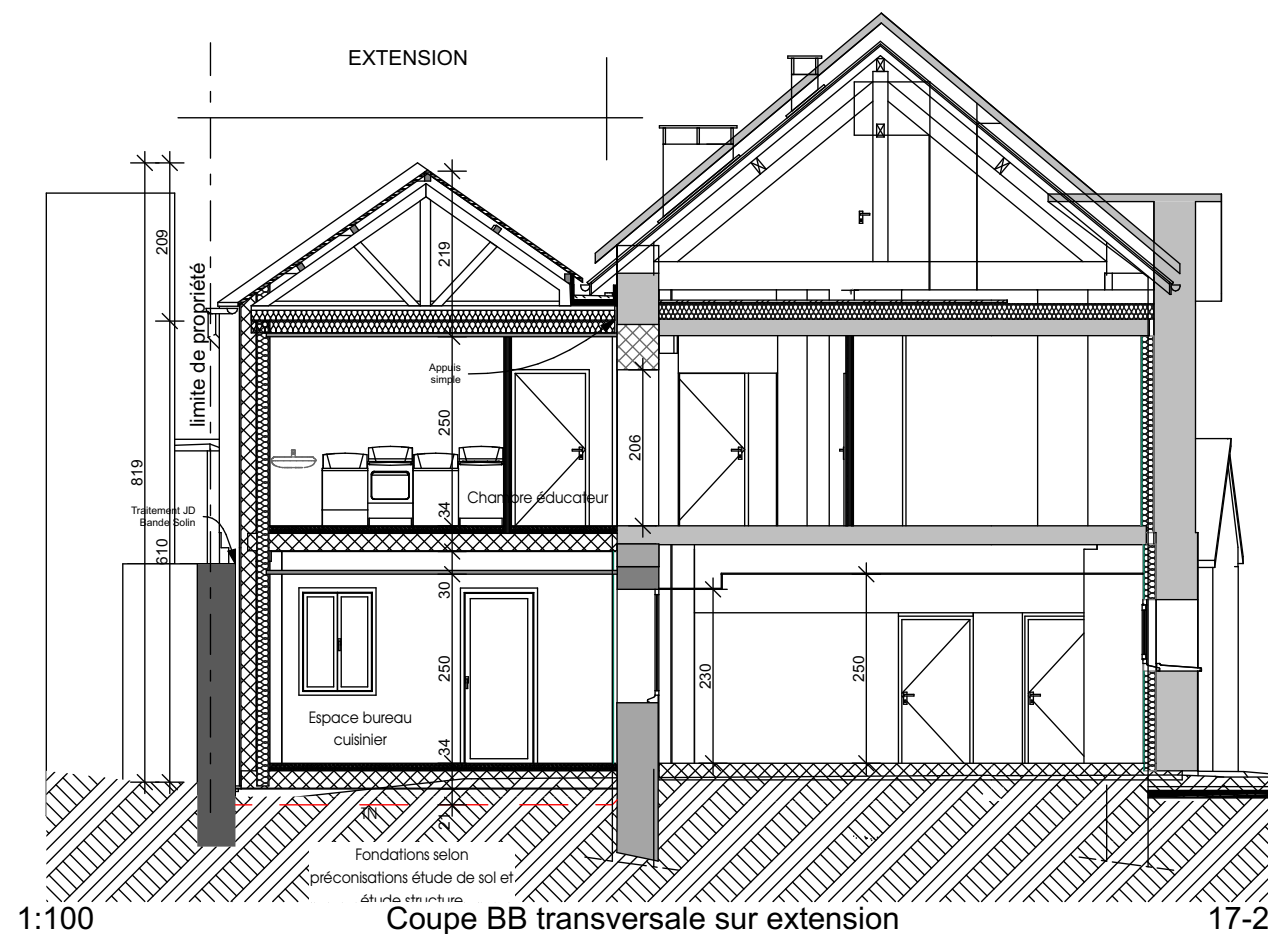 EXTENSION
209
limite de propriété
819
610
Traitement JD
Bande Solin
219
Appuis
simple
250
206
34
Chambre éducateur
30
250
230
250
Espace bureau
cuisinier
34
TN
21
Fondations selon
préconisations étude de sol et
étude structure
1:100
Coupe BB transversale sur extension
17-2